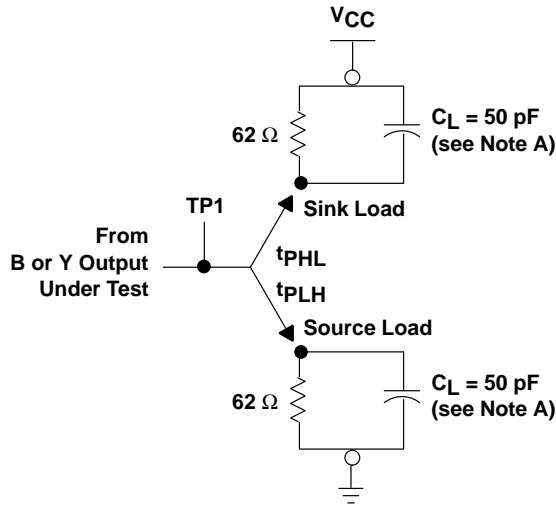 VCC
62 Ω
CL = 50 pF
(see Note A)
TP1
Sink Load
From
B or Y Output
Under Test
tPHL
tPLH
Source Load
62 Ω
CL = 50 pF
(see Note A)